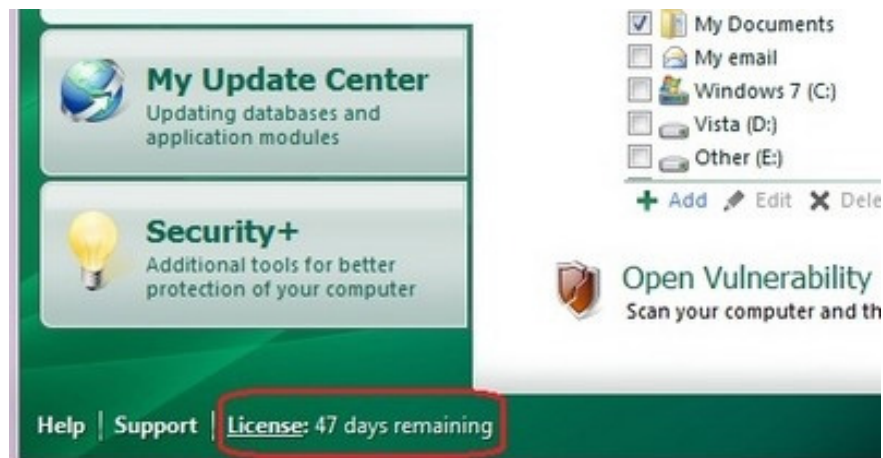 My Update Center
Updating databases and
application modules
Security+
Additional tools for better
protection of your computer
Help | Support | License: 47 days remaining
My Documents
My email
Windows 7 (C:)
Vista (D:)
Other (E:)
Add Edit Dele
Open Vulnerability
Scan your computer and th